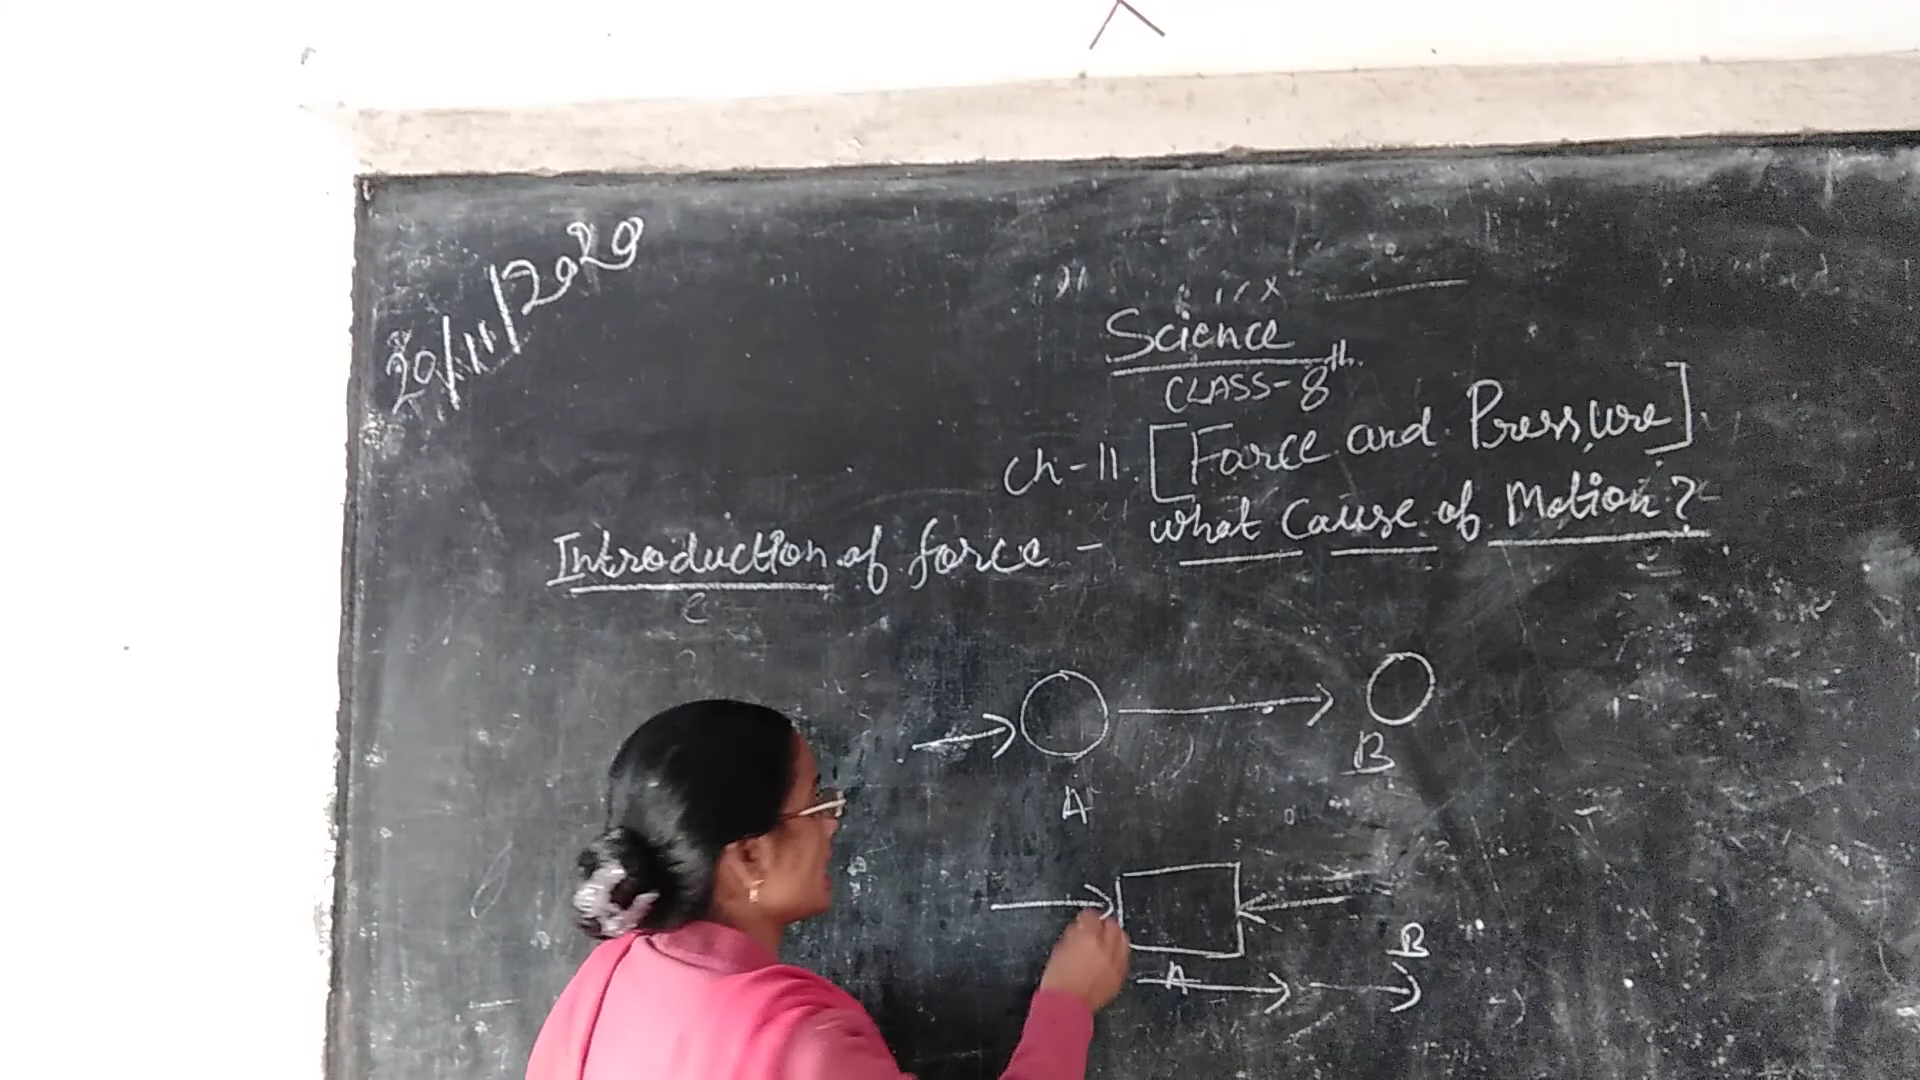 20/11/2020
Science
CLASS-8th
Ch-11. [Force and Pressure]
Introduction of force - what Cause of Motion?
A
B
A
B